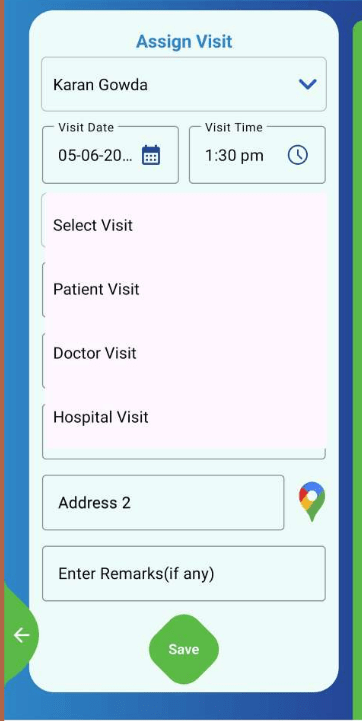 Assign Visit
Karan Gowda
Visit Date
Visit Time
05-06-20...
1:30 pm
Select Visit
Patient Visit
Doctor Visit
Hospital Visit
Address 2
Enter Remarks(if any)
Save